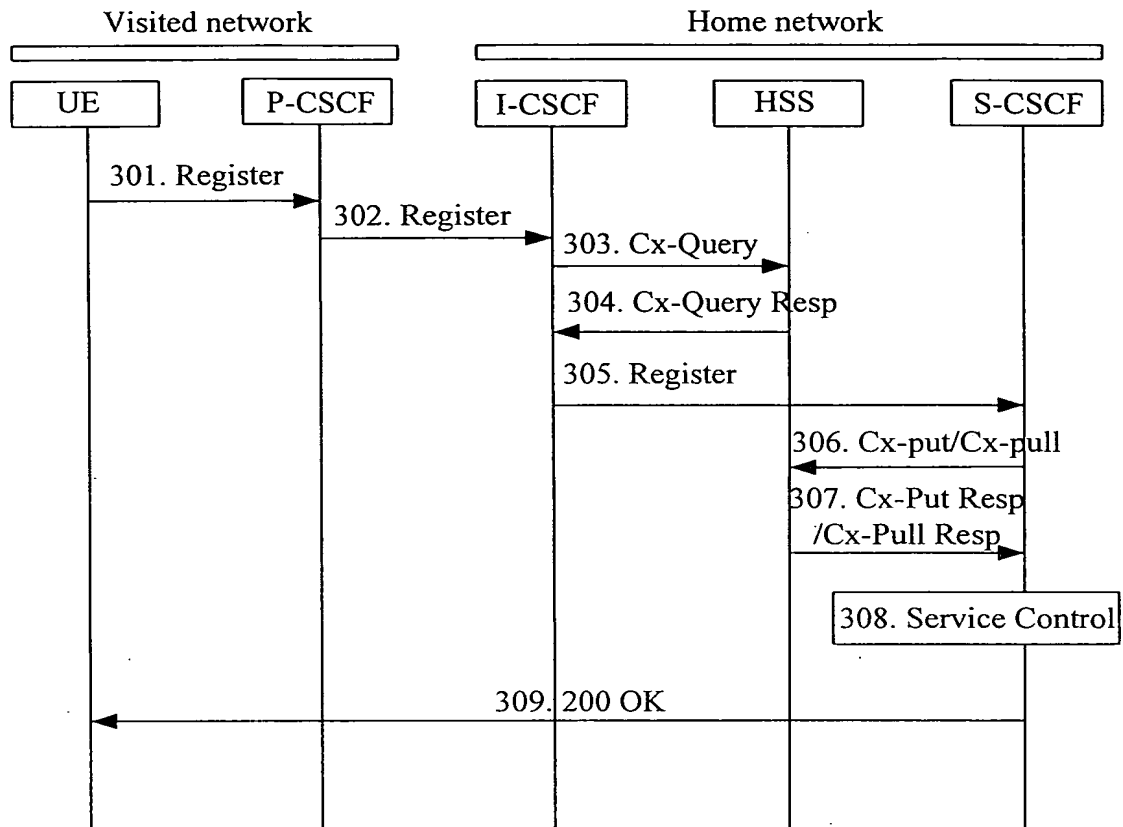 Visited network
Home network
UE
P-CSCF
I-CSCF
HSS
S-CSCF
301. Register
302. Register
303. Cx-Query
304. Cx-Query Resp
305. Register
306. Cx-put/Cx-pull
307. Cx-Put Resp
/Cx-Pull Resp
308. Service Control
309. 200 OK